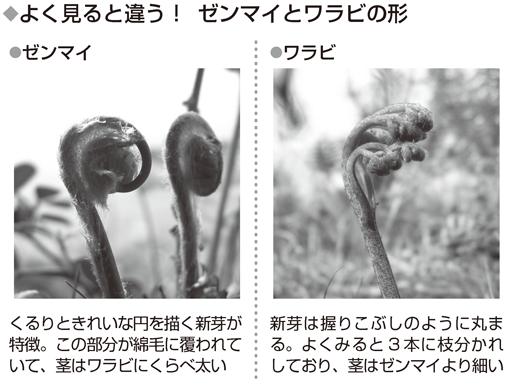 ◆よく見ると違う！ ゼンマイとワラビの形
●ゼンマイ
くるりときれいな円を描く新芽が
特徴。この部分が綿毛に覆われて
いて、茎はワラビにくらべ太い
●ワラビ
新芽は握りこぶしのように丸ま
る。よくみると３本に枝分かれ
しており、茎はゼンマイより細い